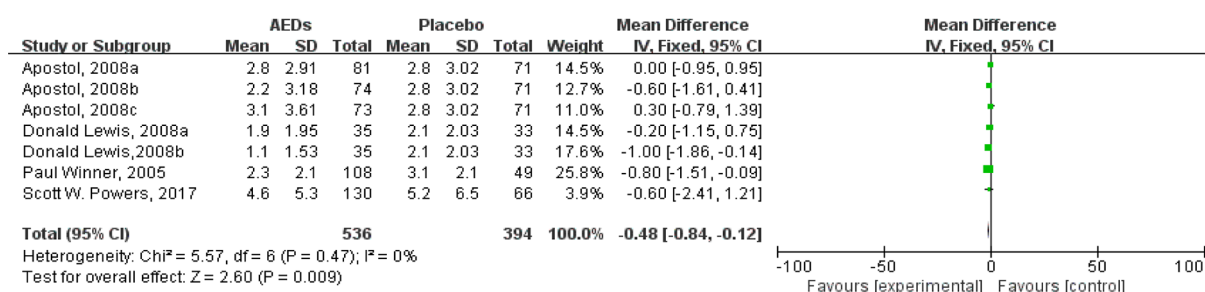 AEDs Placebo Mean Difference Mean Difference
Study or Subgroup Mean SD Total Mean SD Total Weight IV, Fixed, 95% CI IV, Fixed, 95% CI
Apostol, 2008a 2.8 2.91 81 2.8 3.02 71 14.5% 0.00 [-0.95, 0.95]
Apostol, 2008b 2.2 3.18 74 2.8 3.02 71 12.7% -0.60 [-1.61, 0.41]
Apostol, 2008c 3.1 3.61 73 2.8 3.02 71 11.0% 0.30 [-0.79, 1.39]
Donald Lewis, 2008a 1.9 1.95 35 2.1 2.03 33 14.5% -0.20 [-1.15, 0.75]
Donald Lewis,2008b 1.1 1.53 35 2.1 2.03 33 17.6% -1.00 [-1.86, -0.14]
Paul Winner, 2005 2.3 2.1 108 3.1 2.1 49 25.8% -0.80 [-1.51, -0.09]
Scott W. Powers, 2017 4.6 5.3 130 5.2 6.5 66 3.9% -0.60 [-2.41, 1.21]
Total (95% CI) 536 394 100.0% -0.48 [-0.84, -0.12]
Heterogeneity: Chi² = 5.57, df = 6 (P = 0.47); I² = 0%
Test for overall effect: Z = 2.60 (P = 0.009)
-100 -50 0 50 100
Favours [experimental] Favours [control]